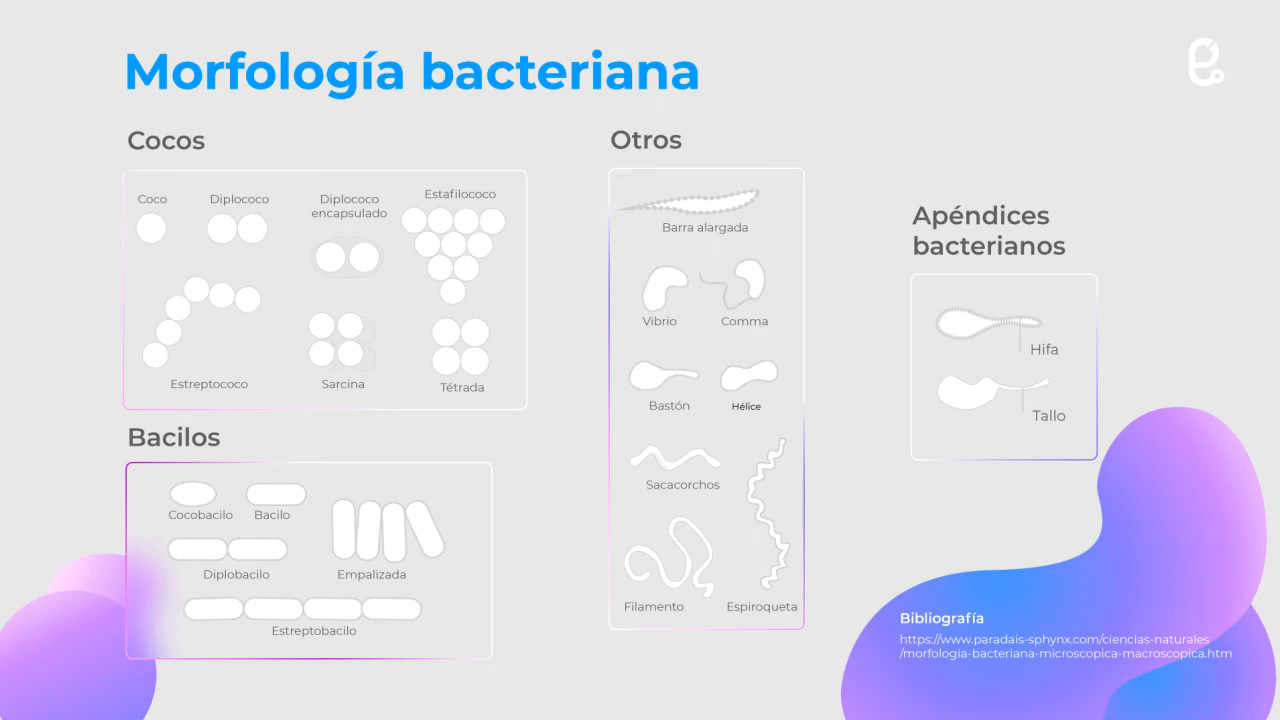 Morfología bacteriana
Cocos
Coco
Diplococo
Diplococo
encapsulado
Estafilococo
Estreptococo
Sarcina
Tétrada
Bacilos
Cocobacilo
Bacilo
Diplobacilo
Empalizada
Estreptobacilo
Otros
Barra alargada
Vibrio
Comma
Bastón
Hélice
Sacacorchos
Filamento
Espiroqueta
Apéndices
bacterianos
Hifa
Tallo
Bibliografía
https://www.paradais-sphynx.com/ciencias-naturales
/morfologia-bacteriana-microscopica-macroscopica.htm